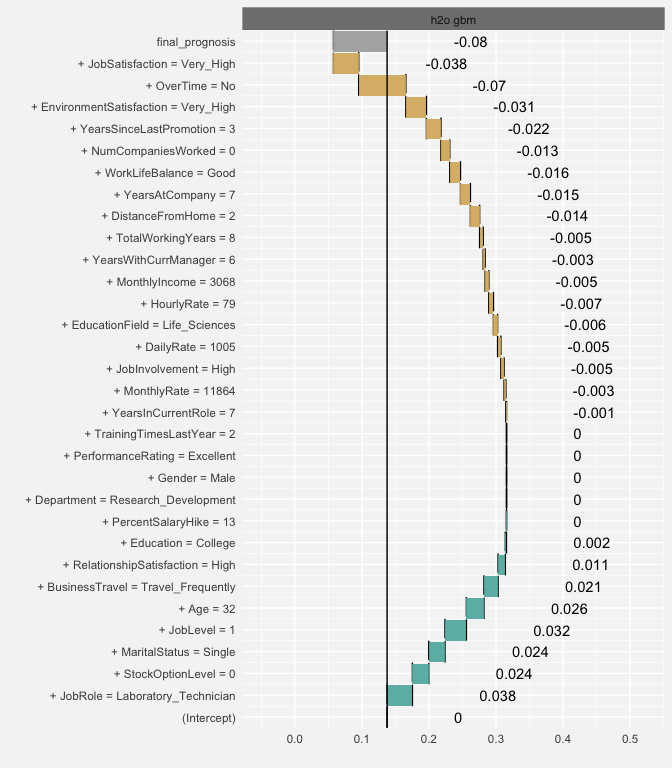 h2o gbm
final_prognosis -0.08
+ JobSatisfaction = Very_High -0.038
+ OverTime = No -0.07
+ EnvironmentSatisfaction = Very_High -0.031
+ YearsSinceLastPromotion = 3 -0.022
+ NumCompaniesWorked = 0 -0.013
+ WorkLifeBalance = Good -0.016
+ YearsAtCompany = 7 -0.015
+ DistanceFromHome = 2 -0.014
+ TotalWorkingYears = 8 -0.005
+ YearsWithCurrManager = 6 -0.003
+ MonthlyIncome = 3068 -0.005
+ HourlyRate = 79 -0.007
+ EducationField = Life_Sciences -0.006
+ DailyRate = 1005 -0.005
+ JobInvolvement = High -0.005
+ MonthlyRate = 11864 -0.003
+ YearsInCurrentRole = 7 -0.001
+ TrainingTimesLastYear = 2 0
+ PerformanceRating = Excellent 0
+ Gender = Male 0
+ Department = Research_Development 0
+ PercentSalaryHike = 13 0
+ Education = College 0.002
+ RelationshipSatisfaction = High 0.011
+ BusinessTravel = Travel_Frequently 0.021
+ Age = 32 0.026
+ JobLevel = 1 0.032
+ MaritalStatus = Single 0.024
+ StockOptionLevel = 0 0.024
+ JobRole = Laboratory_Technician 0.038
(Intercept) 0
0.0 0.1 0.2 0.3 0.4 0.5